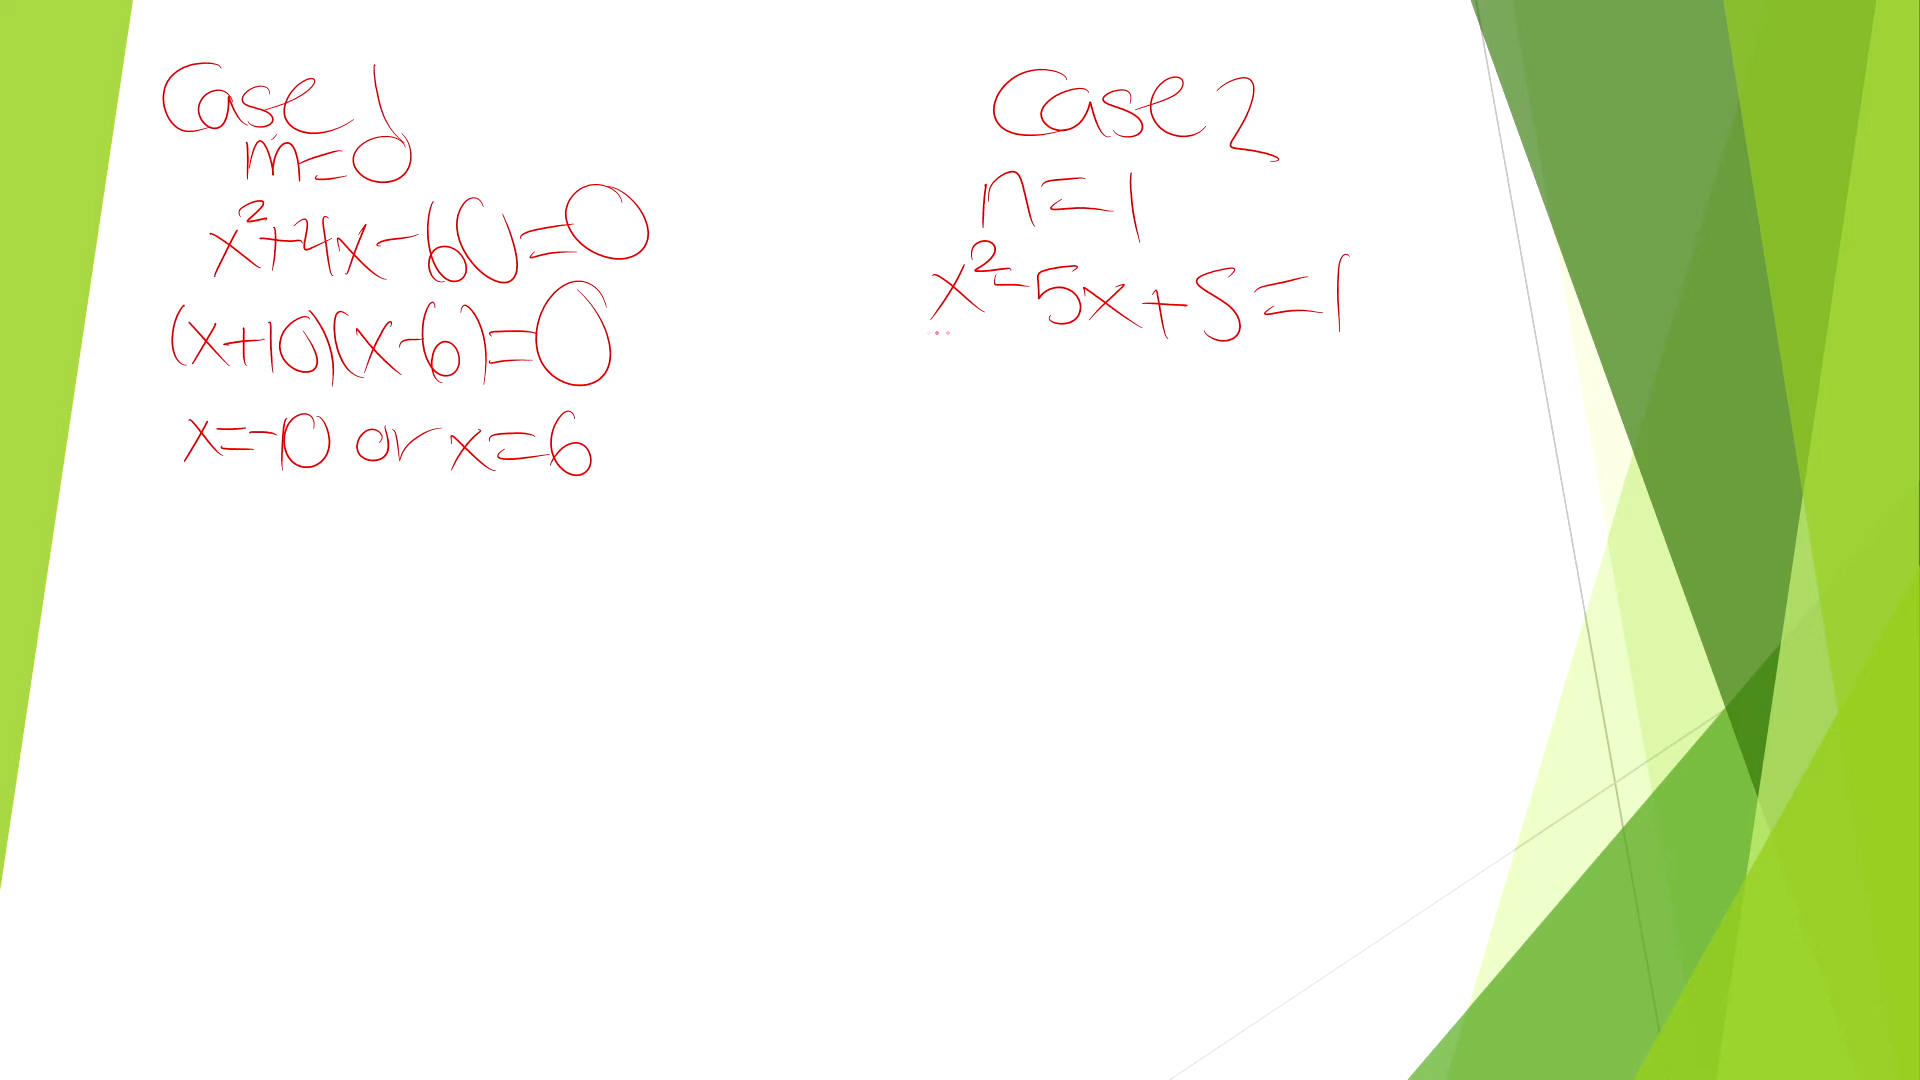 Case 1
m=0
x²+4x-60=0
(x+10)(x-6)=0
x=-10 or x=6
Case 2
n=1
x²-5x+5=1